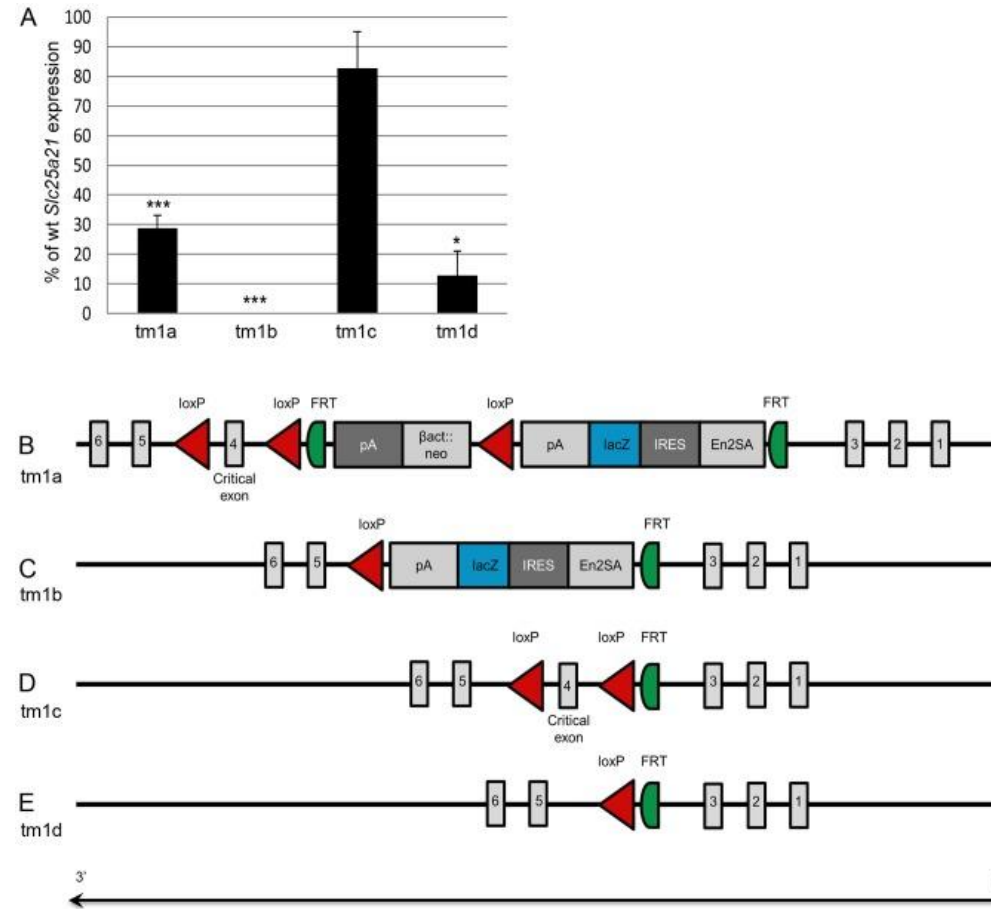 A
% of wt Slc25a21 expression
100
90
80
70
60
50
40
30
20
10
0
***
***
*
tm1a tm1b tm1c tm1d
B
tm1a
loxP loxP FRT loxP FRT
6 5 4 pA βact::
neo pA lacZ IRES En2SA 3 2 1
Critical
exon
C
tm1b
loxP FRT
6 5 pA lacZ IRES En2SA 3 2 1
D
tm1c
loxP loxP FRT
6 5 4 3 2 1
Critical
exon
E
tm1d
loxP FRT
6 5 3 2 1
3'